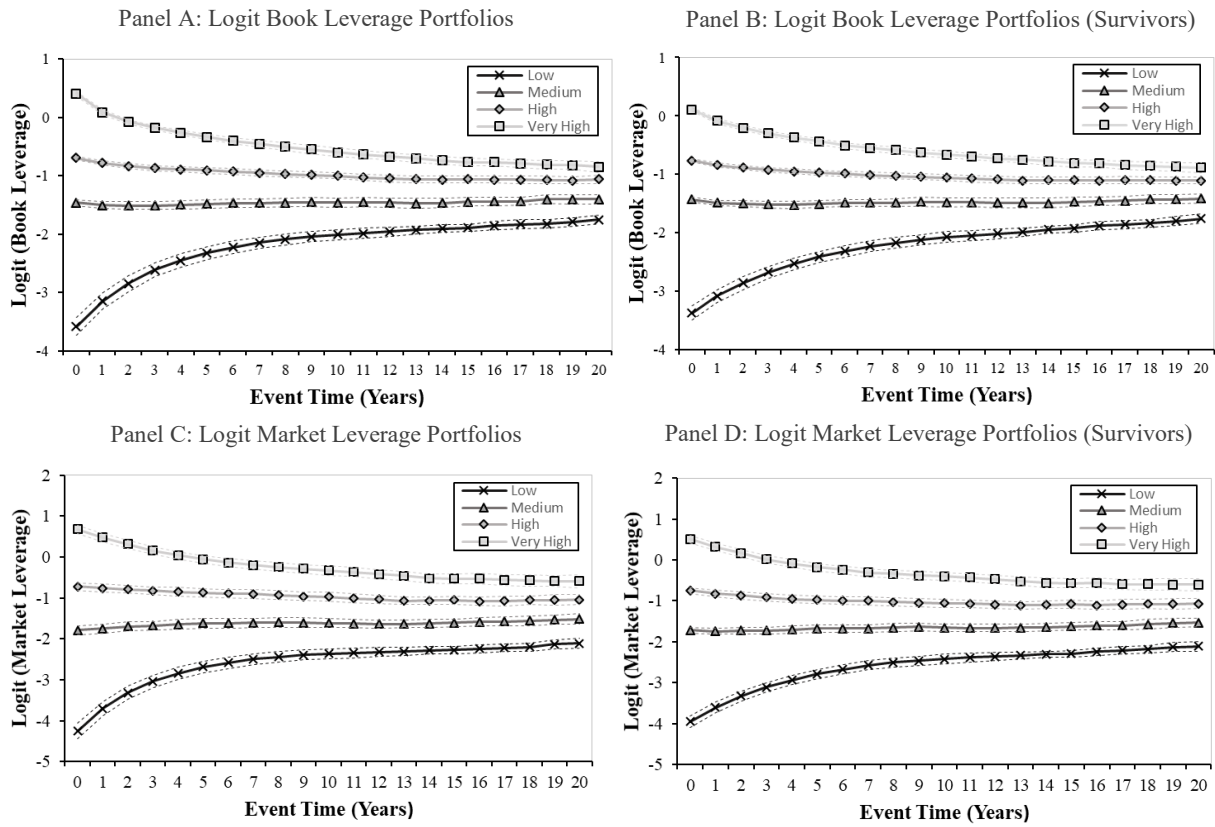 Panel A: Logit Book Leverage Portfolios
Logit (Book Leverage)
1
0
-1
-2
-3
-4
Low
Medium
High
Very High
0 1 2 3 4 5 6 7 8 9 10 11 12 13 14 15 16 17 18 19 20
Event Time (Years)
Panel B: Logit Book Leverage Portfolios (Survivors)
Logit (Book Leverage)
1
0
-1
-2
-3
-4
Low
Medium
High
Very High
0 1 2 3 4 5 6 7 8 9 10 11 12 13 14 15 16 17 18 19 20
Event Time (Years)
Panel C: Logit Market Leverage Portfolios
Logit (Market Leverage)
2
1
0
-1
-2
-3
-4
-5
Low
Medium
High
Very High
0 1 2 3 4 5 6 7 8 9 10 11 12 13 14 15 16 17 18 19 20
Event Time (Years)
Panel D: Logit Market Leverage Portfolios (Survivors)
Logit (Market Leverage)
2
1
0
-1
-2
-3
-4
-5
Low
Medium
High
Very High
0 1 2 3 4 5 6 7 8 9 10 11 12 13 14 15 16 17 18 19 20
Event Time (Years)